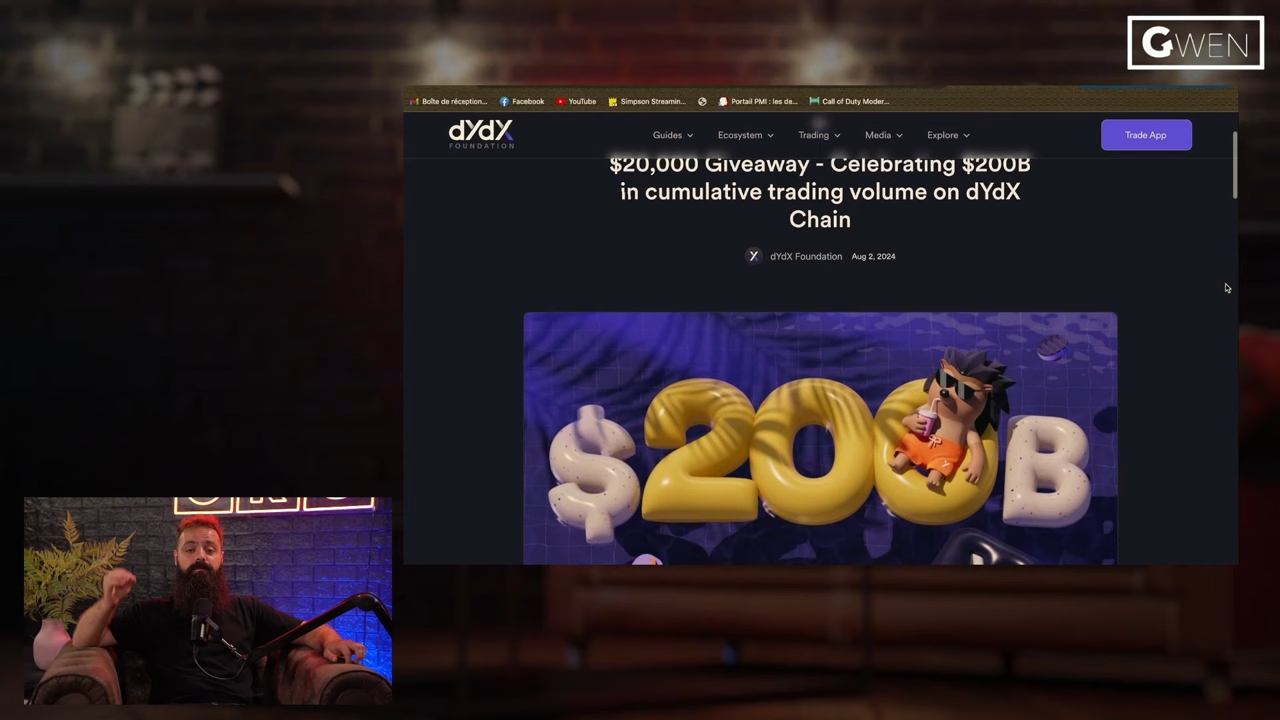 GWEN
Boîte de réception...
Facebook
YouTube
Simpson Streamin...
Portail PMI : les de...
Call of Duty Moder...
dYdX
FOUNDATION
Guides
Ecosystem
Trading
Media
Explore
Trade App
$20,000 Giveaway - Celebrating $200B
in cumulative trading volume on dYdX
Chain
dYdX Foundation
Aug 2, 2024
$200B